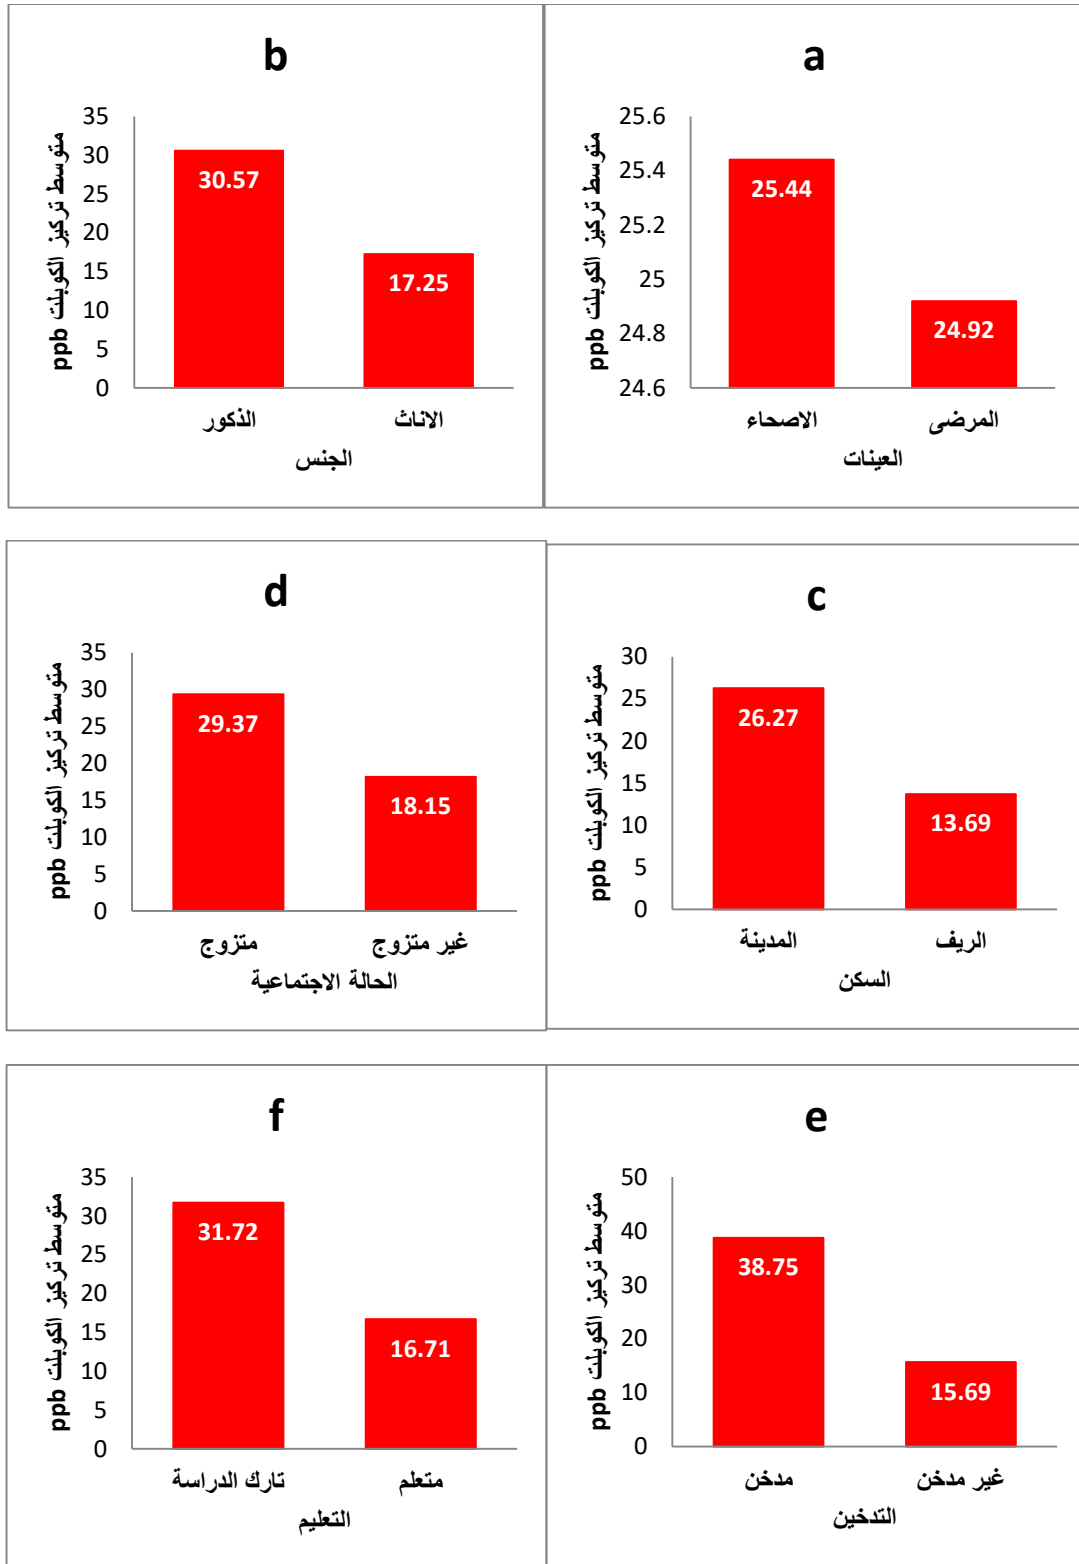 a
متوسط تركيز الكوبلت ppb
25.6
25.4
25.2
25
24.8
24.6
25.44
24.92
الاصحاء
المرضى
العينات
b
متوسط تركيز الكوبلت ppb
35
30
25
20
15
10
5
0
30.57
17.25
الذكور
الاناث
الجنس
c
متوسط تركيز الكوبلت ppb
30
25
20
15
10
5
0
26.27
13.69
المدينة
الريف
السكن
d
متوسط تركيز الكوبلت ppb
35
30
25
20
15
10
5
0
29.37
18.15
متزوج
غير متزوج
الحالة الاجتماعية
e
متوسط تركيز الكوبلت ppb
50
40
30
20
10
0
38.75
15.69
مدخن
غير مدخن
التدخين
f
متوسط تركيز الكوبلت ppb
35
30
25
20
15
10
5
0
31.72
16.71
تارك الدراسة
متعلم
التعليم